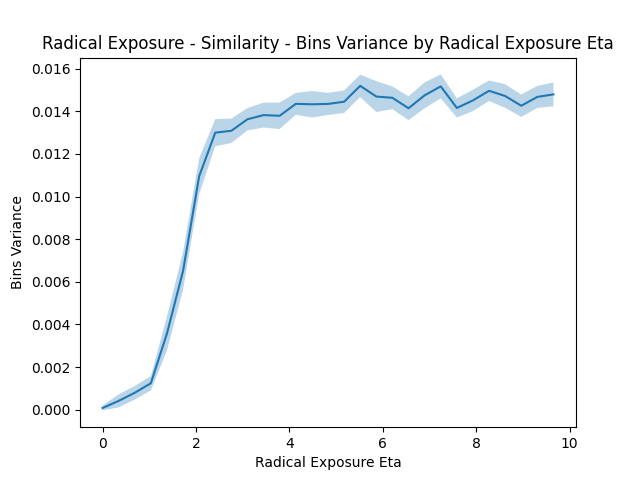 Radical Exposure - Similarity - Bins Variance by Radical Exposure Eta
0.016
0.014
0.012
0.010
0.008
0.006
0.004
0.002
0.000
Bins Variance
0 2 4 6 8 10
Radical Exposure Eta